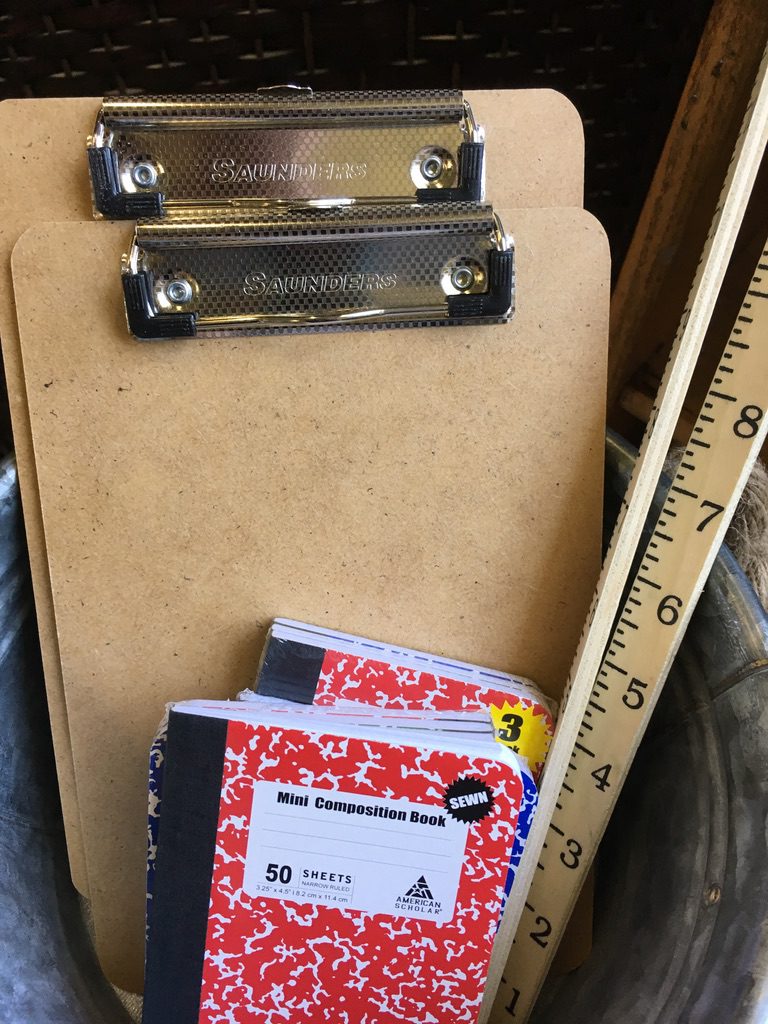 SAUNDERS
SAUNDERS
3
Mini Composition Book
SEWN
50 SHEETS
NARROW RULED
3.25" x 4.5" | 8.2 cm x 11.4 cm
AMERICAN
SCHOLAR
8
7
6
5
4
3
2
1